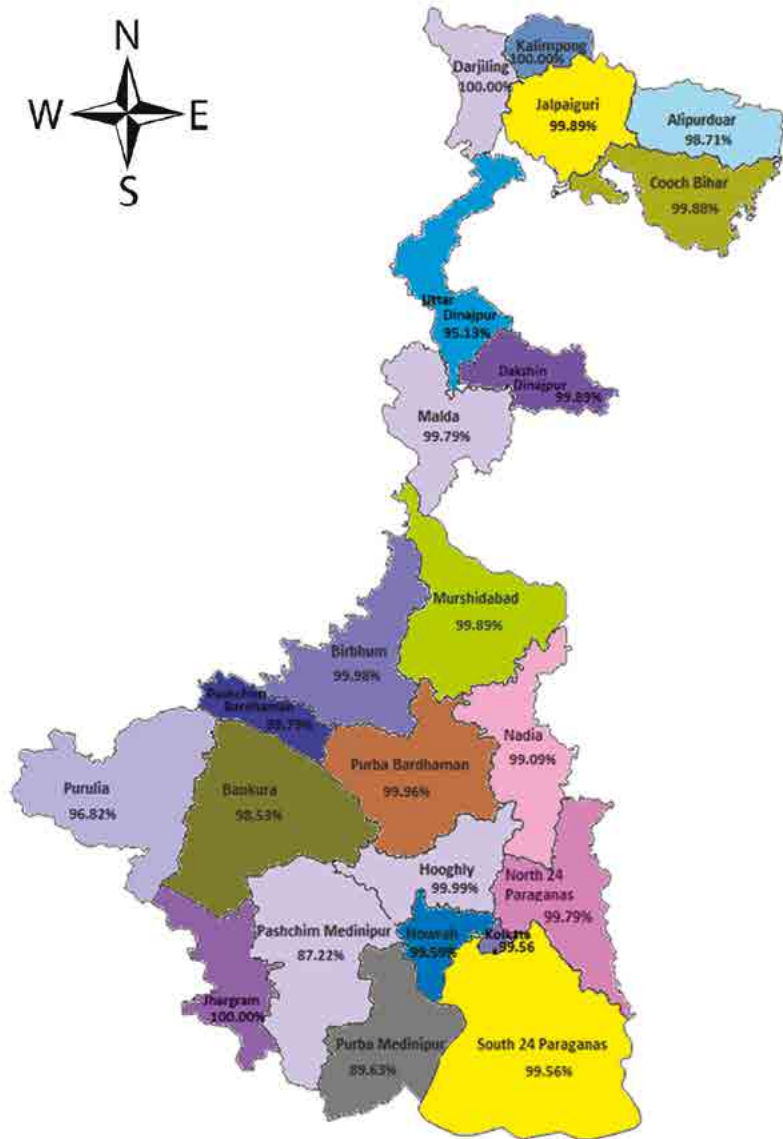 N
W E
S
Kalimpong
100.00%
Darjiling
100.00%
Jalpaiguri
99.89%
Alipurduar
98.71%
Cooch Bihar
99.88%
Uttar
Dinajpur
95.13%
Dakshin
Dinajpur
99.89%
Malda
99.79%
Murshidabad
99.89%
Birbhum
99.98%
Pashchim
Bardhaman
Nadia
99.09%
Purba Bardhaman
99.96%
Purulia
96.82%
Bankura
98.53%
Hooghly
99.99%
North 24
Paraganas
99.79%
Pashchim Medinipur
87.22%
Howrah
99.59%
Kolkata
99.56
Jhargram
100.00%
Purba Medinipur
89.63%
South 24 Paraganas
99.56%